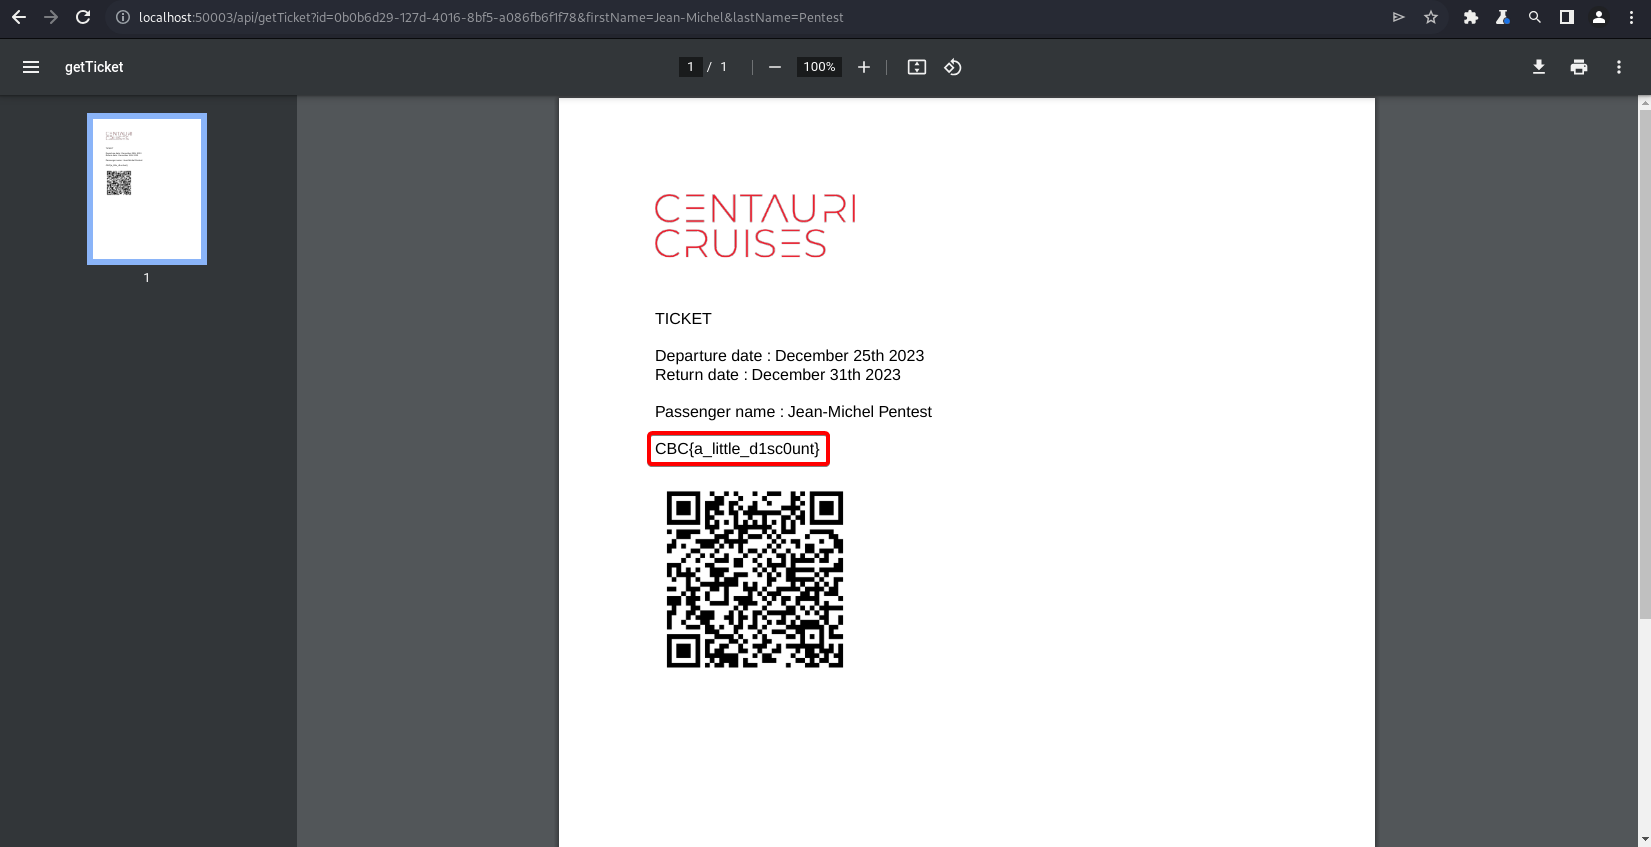 localhost:50003/api/getTicket?id=0b0b6d29-127d-4016-8bf5-a086fb6f1f78&firstName=Jean-Michel&lastName=Pentest
getTicket
1 / 1
100%
1
CENTAURI
CRUISES
TICKET
Departure date : December 25th 2023
Return date : December 31th 2023
Passenger name : Jean-Michel Pentest
CBC{a_little_d1sc0unt}